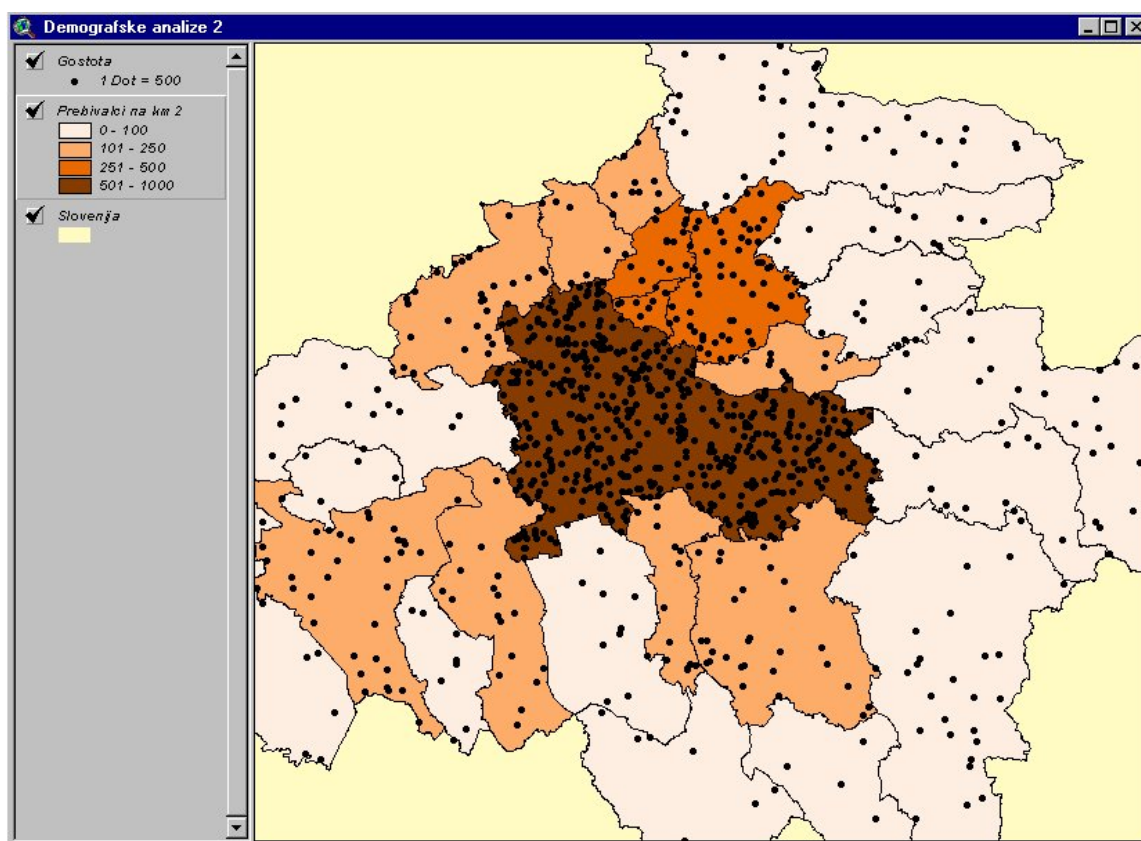 Demografske analize 2
Gostota
1 Dot = 500
Prebivalci na km 2
0 - 100
101 - 250
251 - 500
501 - 1000
Slovenija